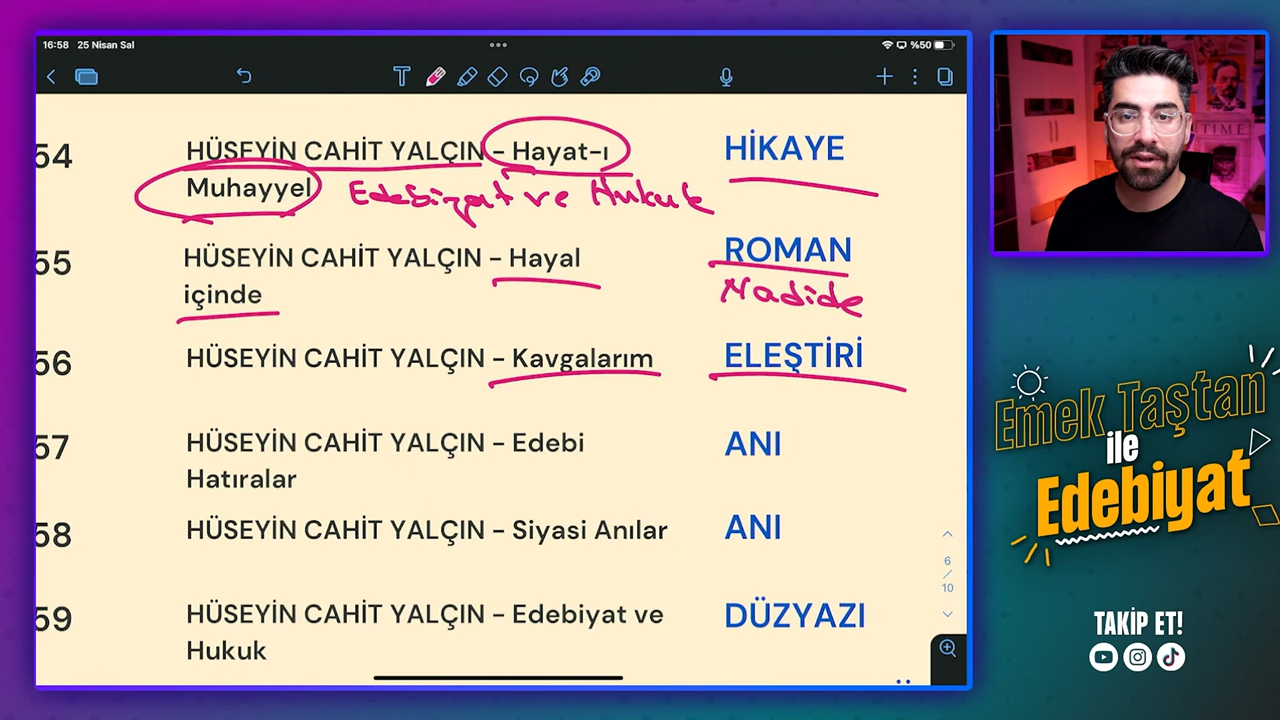 16:58 25 Nisan Sal
%50
T
54 HÜSEYİN CAHİT YALÇIN - Hayat-ı HİKAYE
Muhayyel Edebiyat ve Hukuk
55 HÜSEYİN CAHİT YALÇIN - Hayal ROMAN
içinde Nadide
56 HÜSEYİN CAHİT YALÇIN - Kavgalarım ELEŞTİRİ
57 HÜSEYİN CAHİT YALÇIN - Edebi ANI
Hatıralar
58 HÜSEYİN CAHİT YALÇIN - Siyasi Anılar ANI
6
/
10
59 HÜSEYİN CAHİT YALÇIN - Edebiyat ve DÜZYAZI
Hukuk
TIME
Emek Taştan
ile
Edebiyat
TAKİP ET!